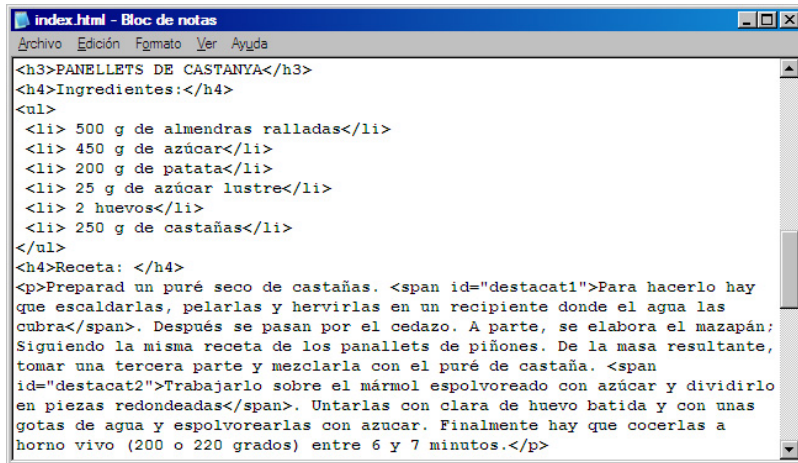 index.html - Bloc de notas
Archivo Edición Formato Ver Ayuda
<h3>PANELLETS DE CASTANYA</h3>
<h4>Ingredientes:</h4>
<ul>
<li> 500 g de almendras ralladas</li>
<li> 450 g de azúcar</li>
<li> 200 g de patata</li>
<li> 25 g de azúcar lustre</li>
<li> 2 huevos</li>
<li> 250 g de castañas</li>
</ul>
<h4>Receta: </h4>
<p>Preparad un puré seco de castañas. <span id="destacat1">Para hacerlo hay
que escaldarlas, pelarlas y hervirlas en un recipiente donde el agua las
cubra</span>. Después se pasan por el cedazo. A parte, se elabora el mazapán;
Siguiendo la misma receta de los panallets de piñones. De la masa resultante,
tomar una tercera parte y mezclarla con el puré de castaña. <span
id="destacat2">Trabajarlo sobre el mármol espolvoreado con azúcar y dividirlo
en piezas redondeadas</span>. Untarlas con clara de huevo batida y con unas
gotas de agua y espolvorearlas con azucar. Finalmente hay que cocerlas a
horno vivo (200 o 220 grados) entre 6 y 7 minutos.</p>